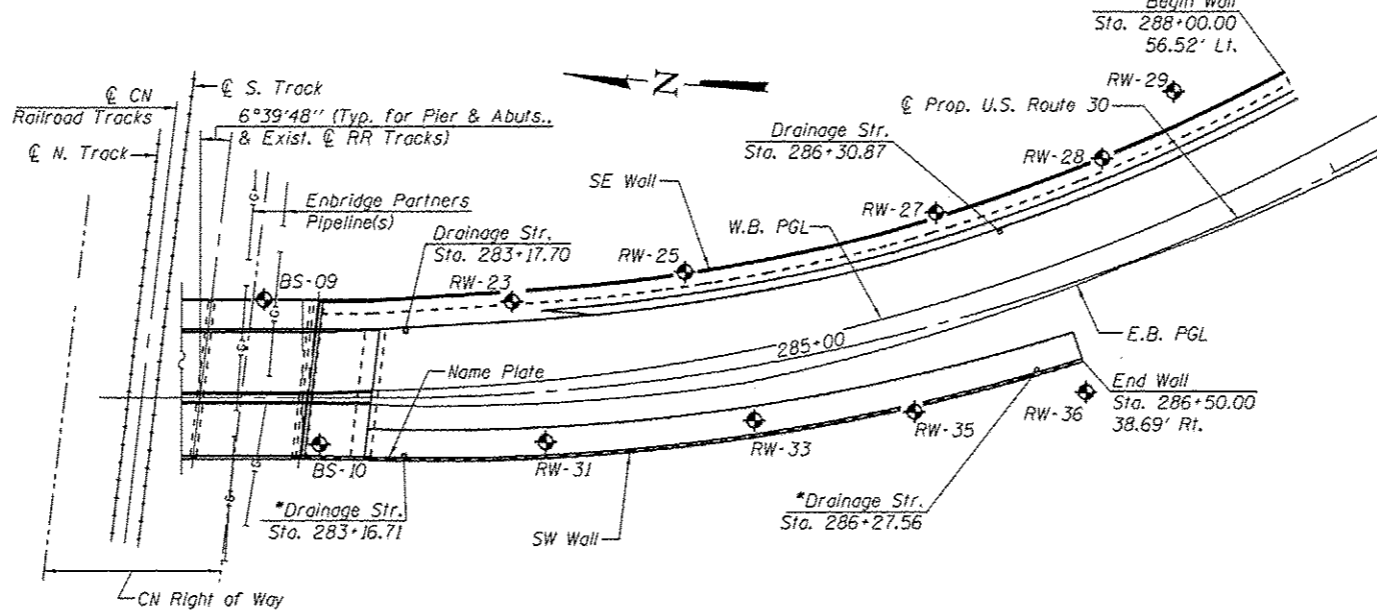 Begin Wall
Sta. 288+00.00
56.52' Lt.
RW-29
℄ S. Track
℄ CN
Railroad Tracks
6°39'48'' (Typ. for Pier & Abuts..
& Exist. ℄ RR Tracks)
℄ N. Track
Z
℄ Prop. U.S. Route 30
Drainage Str.
Sta. 286+30.87
RW-28
SE Wall
Enbridge Partners
Pipeline(s)
RW-27
W.B. PGL
Drainage Str.
Sta. 283+17.70
RW-25
BS-09
RW-23
G
G
G
G
G
G
E.B. PGL
285+00
Name Plate
End Wall
Sta. 286+50.00
38.69' Rt.
RW-36
RW-35
RW-33
RW-31
BS-10
*Drainage Str.
Sta. 283+16.71
*Drainage Str.
Sta. 286+27.56
SW Wall
CN Right of Way